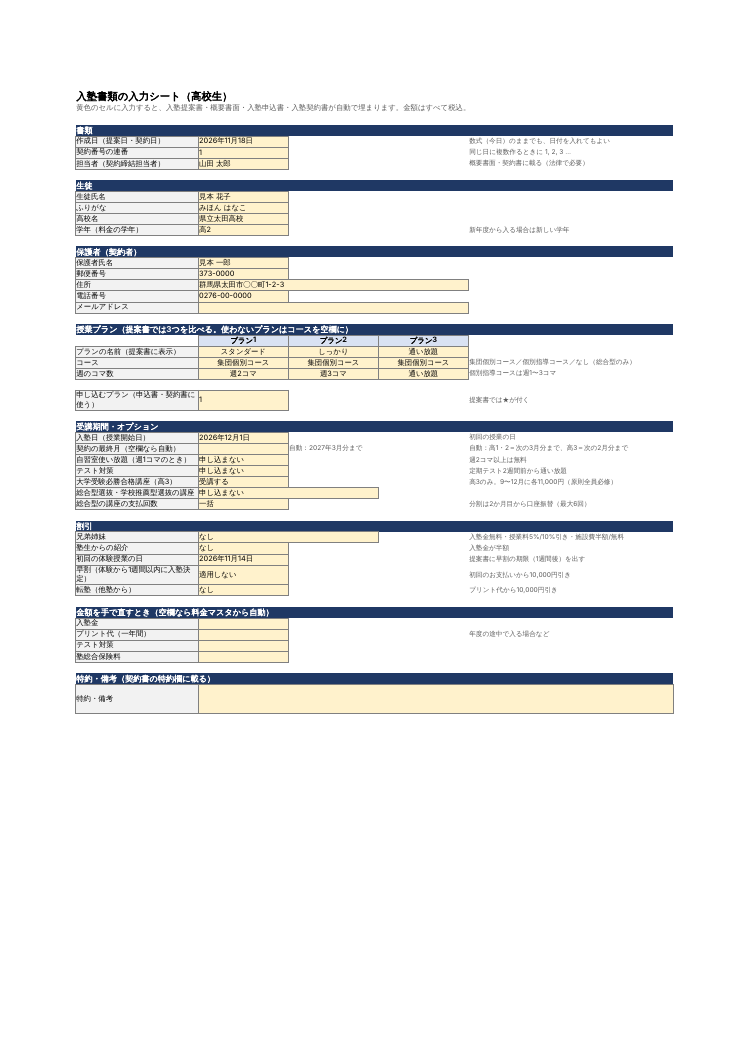 入塾書類の入力シート（高校生）
黄色のセルに入力すると、入塾提案書・概要書面・入塾申込書・入塾契約書が自動で埋まります。金額はすべて税込。
書類
作成日（提案日・契約日） 2026年11月18日 数式（今日）のままでも、日付を入れてもよい
契約番号の連番 1 同じ日に複数作るときに 1, 2, 3 ...
担当者（契約締結担当者） 山田 太郎 概要書面・契約書に載る（法律で必要）
生徒
生徒氏名 見本 花子
ふりがな みほん はなこ
高校名 県立太田高校
学年（料金の学年） 高2 新年度から入る場合は新しい学年
保護者（契約者）
保護者氏名 見本 一郎
郵便番号 373-0000
住所 群馬県太田市〇〇町1-2-3
電話番号 0276-00-0000
メールアドレス
授業プラン（提案書では3つを比べる。使わないプランはコースを空欄に）
プラン1 プラン2 プラン3
プランの名前（提案書に表示） スタンダード しっかり 通い放題
コース 集団個別コース 集団個別コース 集団個別コース 集団個別コース／個別指導コース／なし（総合型のみ）
週のコマ数 週2コマ 週3コマ 通い放題 個別指導コースは週1〜3コマ
申し込むプラン（申込書・契約書に
使う） 1 提案書では★が付く
受講期間・オプション
入塾日（授業開始日） 2026年12月1日 初回の授業の日
契約の最終月（空欄なら自動） 自動：2027年3月分まで 自動：高1・2＝次の3月分まで、高3＝次の2月分まで
自習室使い放題（週1コマのとき） 申し込まない 週2コマ以上は無料
テスト対策 申し込まない 定期テスト2週間前から通い放題
大学受験必勝合格講座（高3） 受講する 高3のみ。9〜12月に各11,000円（原則全員必修）
総合型選抜・学校推薦型選抜の講座 申し込まない
総合型の講座の支払回数 一括 分割は2か月目から口座振替（最大6回）
割引
兄弟姉妹 なし 入塾金無料・授業料5%/10%引き・施設費半額/無料
塾生からの紹介 なし 入塾金が半額
初回の体験授業の日 2026年11月14日 提案書に早割の期限（1週間後）を出す
早割（体験から1週間以内に入塾決
定） 適用しない 初回のお支払いから10,000円引き
転塾（他塾から） なし プリント代から10,000円引き
金額を手で直すとき（空欄なら料金マスタから自動）
入塾金
プリント代（一年間） 年度の途中で入る場合など
テスト対策
塾総合保険料
特約・備考（契約書の特約欄に載る）
特約・備考